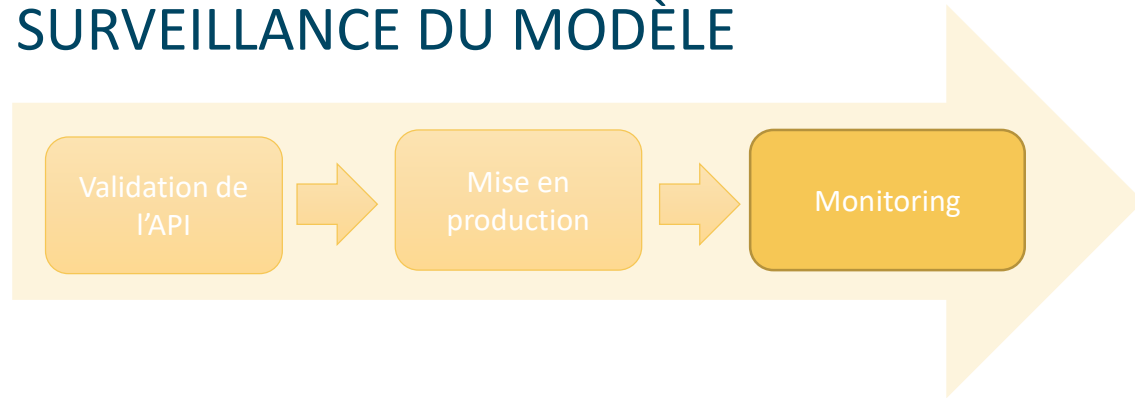 SURVEILLANCE DU MODÈLE
Validation de
l’API
Mise en
production
Monitoring